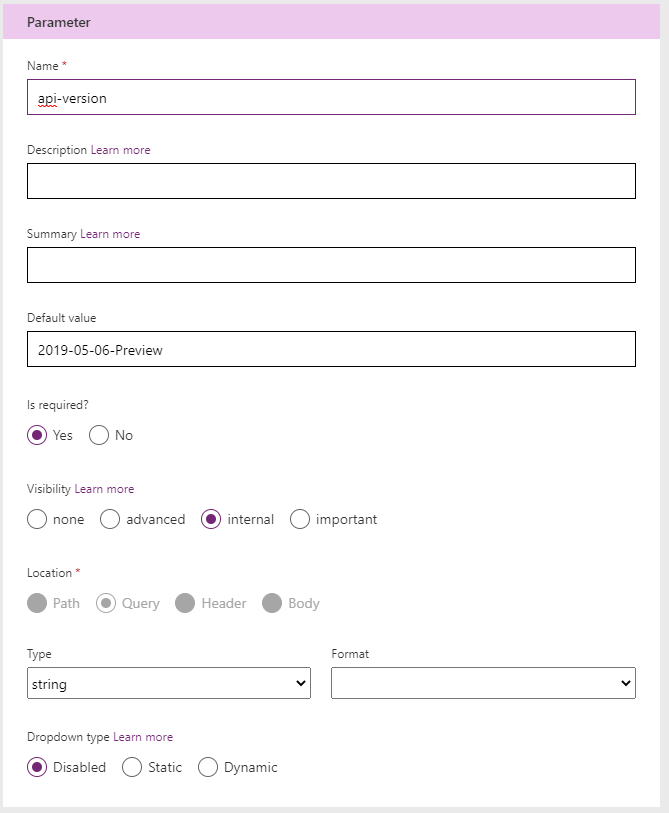 Parameter
Name *
api-version
Description Learn more
Summary Learn more
Default value
2019-05-06-Preview
Is required?
Yes No
Visibility Learn more
none advanced internal important
Location *
Path Query Header Body
Type Format
string
Dropdown type Learn more
Disabled Static Dynamic